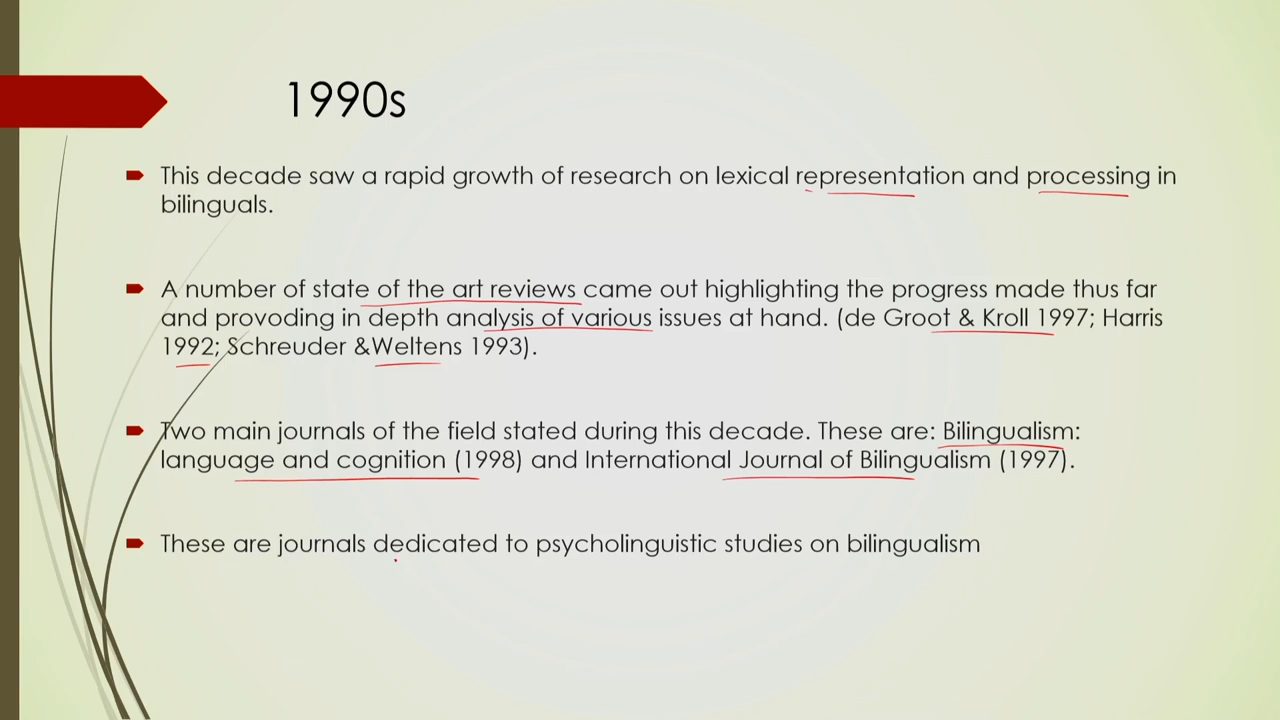 1990s
This decade saw a rapid growth of research on lexical representation and processing in
bilinguals.
A number of state of the art reviews came out highlighting the progress made thus far
and provoding in depth analysis of various issues at hand. (de Groot & Kroll 1997; Harris
1992; Schreuder &Weltens 1993).
Two main journals of the field stated during this decade. These are: Bilingualism:
language and cognition (1998) and International Journal of Bilingualism (1997).
These are journals dedicated to psycholinguistic studies on bilingualism